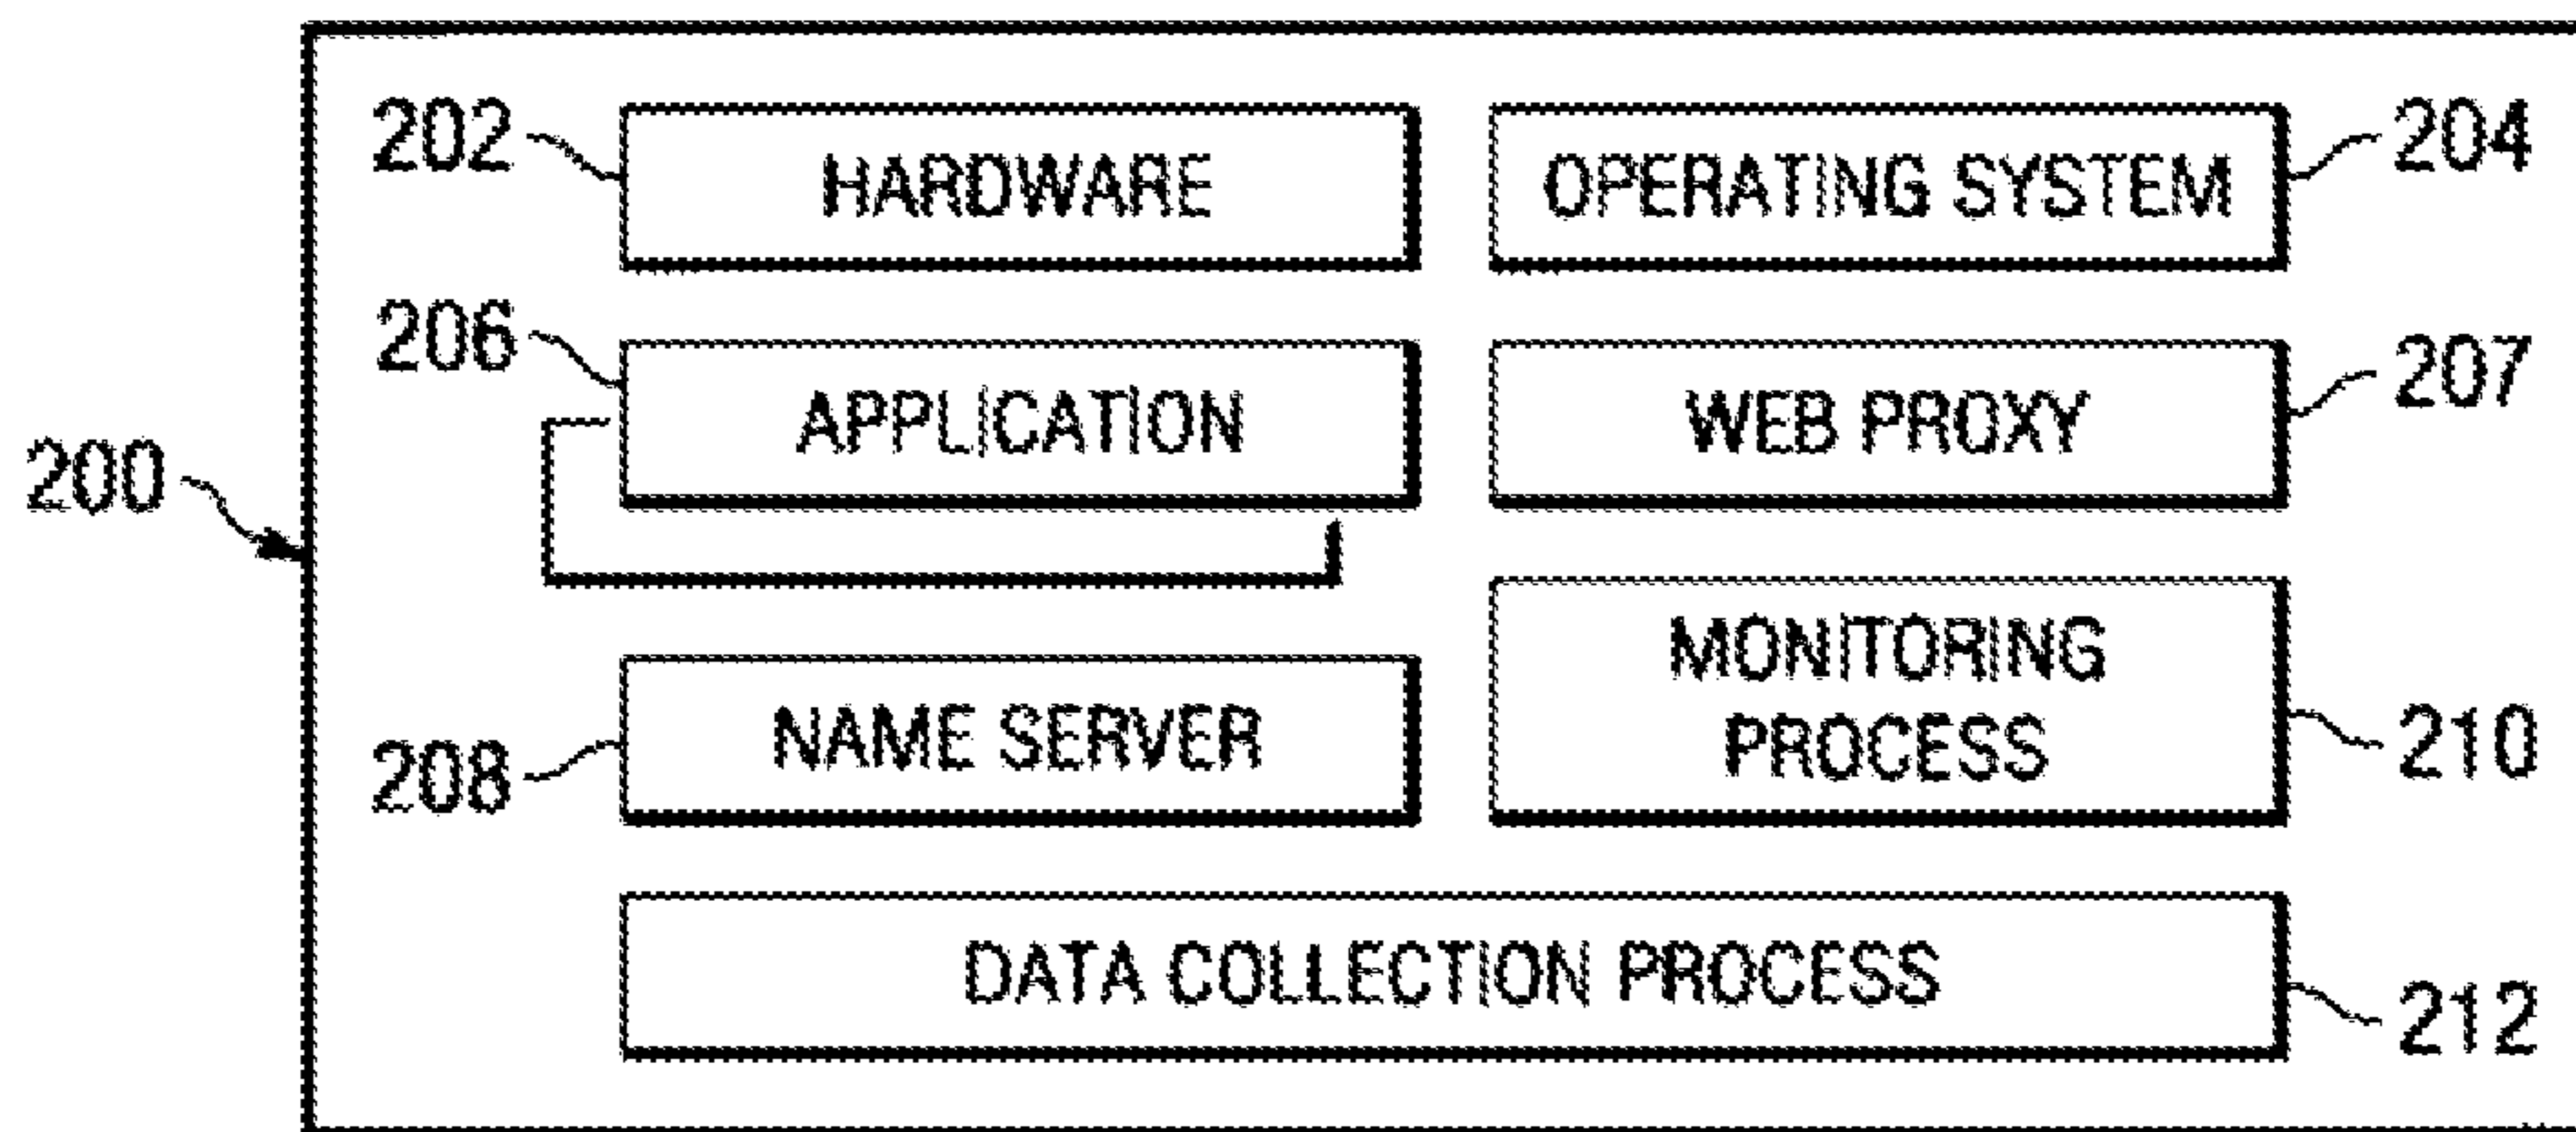 202 HARDWARE OPERATING SYSTEM 204
206 APPLICATION WEB PROXY 207
200
208 NAME SERVER MONITORING
PROCESS 210
DATA COLLECTION PROCESS 212